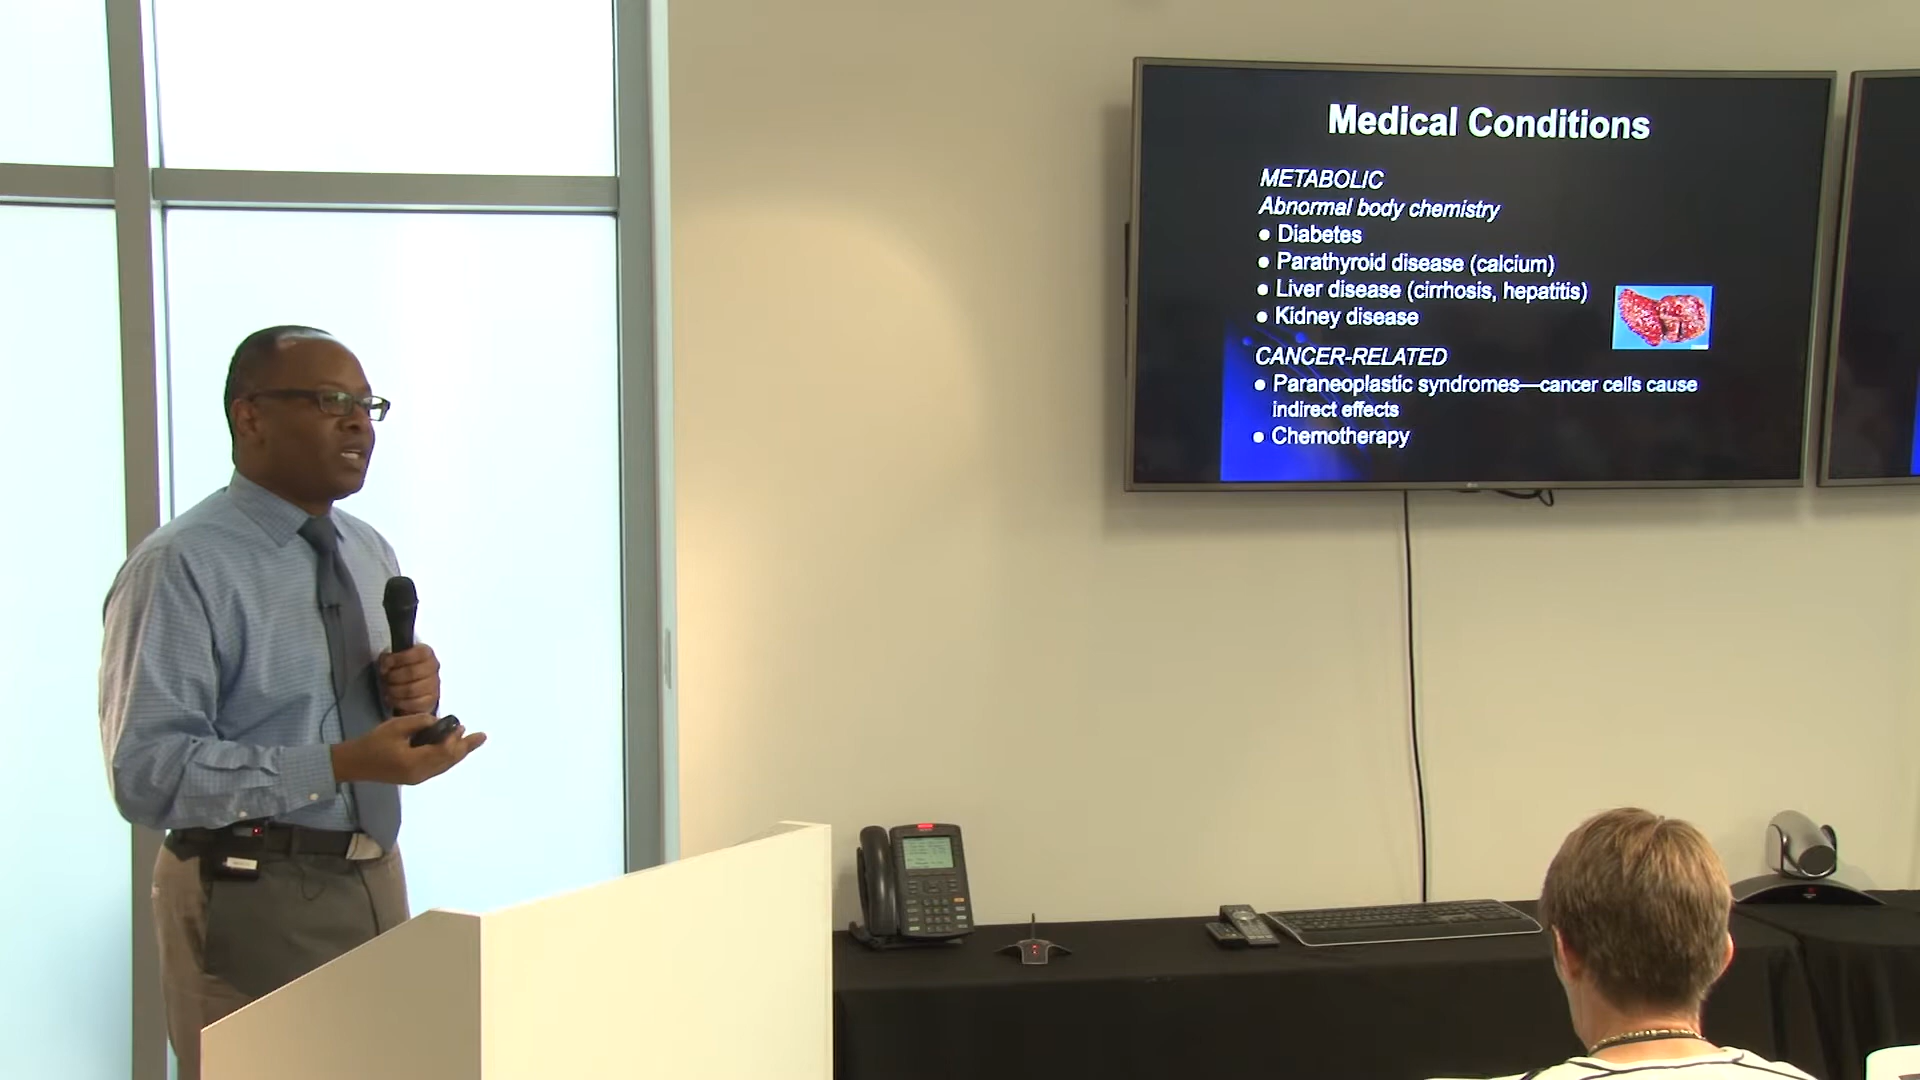 Medical Conditions
METABOLIC
Abnormal body chemistry
● Diabetes
● Parathyroid disease (calcium)
● Liver disease (cirrhosis, hepatitis)
● Kidney disease
CANCER-RELATED
● Paraneoplastic syndromes—cancer cells cause
indirect effects
● Chemotherapy